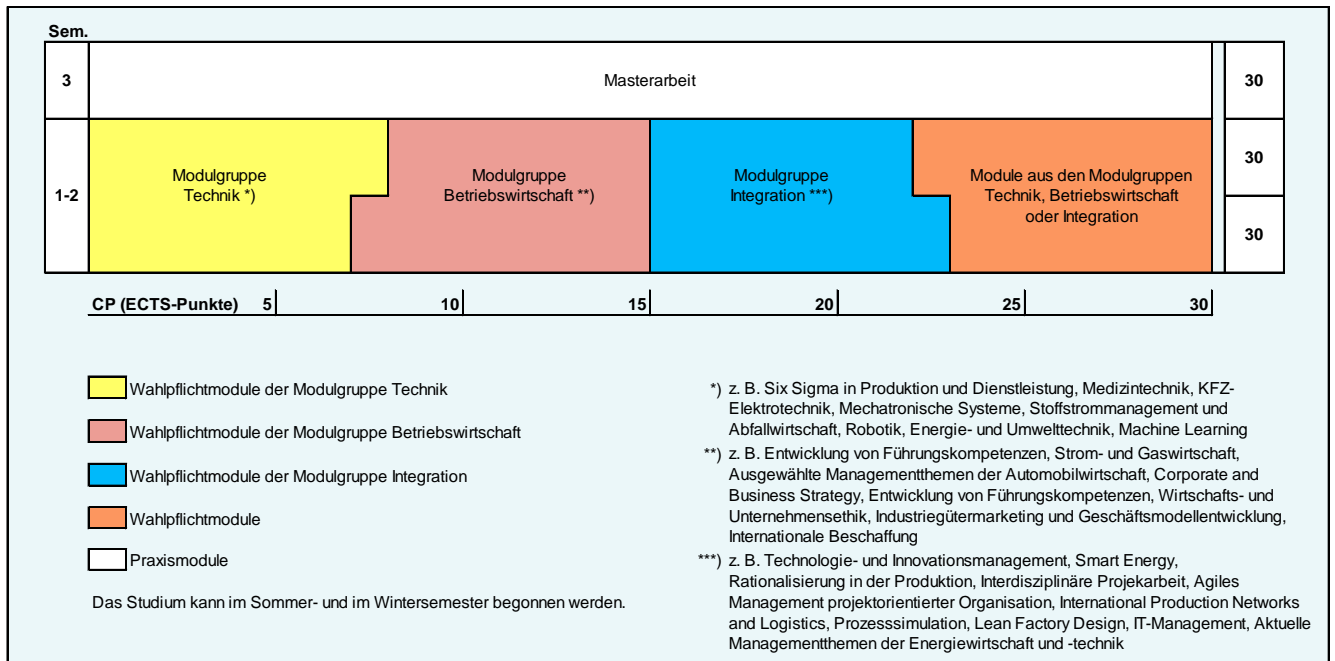 Sem.
3
Masterarbeit
30
1-2
Modulgruppe
Technik *)
Modulgruppe
Betriebswirtschaft **)
Modulgruppe
Integration ***)
Module aus den Modulgruppen
Technik, Betriebswirtschaft
oder Integration
30
30
CP (ECTS-Punkte) 5 10 15 20 25 30
Wahlpflichtmodule der Modulgruppe Technik
Wahlpflichtmodule der Modulgruppe Betriebswirtschaft
Wahlpflichtmodule der Modulgruppe Integration
Wahlpflichtmodule
Praxismodule
Das Studium kann im Sommer- und im Wintersemester begonnen werden.
*) z. B. Six Sigma in Produktion und Dienstleistung, Medizintechnik, KFZ-
Elektrotechnik, Mechatronische Systeme, Stoffstrommanagement und
Abfallwirtschaft, Robotik, Energie- und Umwelttechnik, Machine Learning
**) z. B. Entwicklung von Führungskompetenzen, Strom- und Gaswirtschaft,
Ausgewählte Managementthemen der Automobilwirtschaft, Corporate and
Business Strategy, Entwicklung von Führungskompetenzen, Wirtschafts- und
Unternehmensethik, Industriegütermarketing und Geschäftsmodellentwicklung,
Internationale Beschaffung
***) z. B. Technologie- und Innovationsmanagement, Smart Energy,
Rationalisierung in der Produktion, Interdisziplinäre Projekarbeit, Agiles
Management projektorientierter Organisation, International Production Networks
and Logistics, Prozesssimulation, Lean Factory Design, IT-Management, Aktuelle
Managementthemen der Energiewirtschaft und -technik